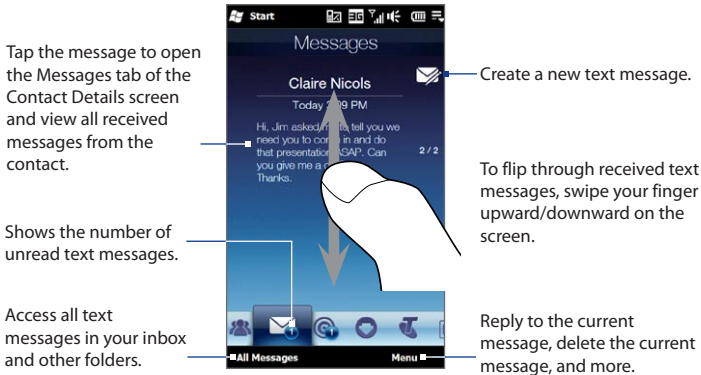 Start
Messages
Tap the message to open
the Messages tab of the
Contact Details screen
and view all received
messages from the
contact.
Create a new text message.
Claire Nicols
Today 09 PM
Hi, Jim asked to tell you we
need you to in and do
that presentation ASAP. Can
you give me a
Thanks.
2 / 2
To flip through received text
messages, swipe your finger
upward/downward on the
screen.
Shows the number of
unread text messages.
1
1
Access all text
messages in your inbox
and other folders.
Reply to the current
message, delete the current
message, and more.
All Messages
Menu